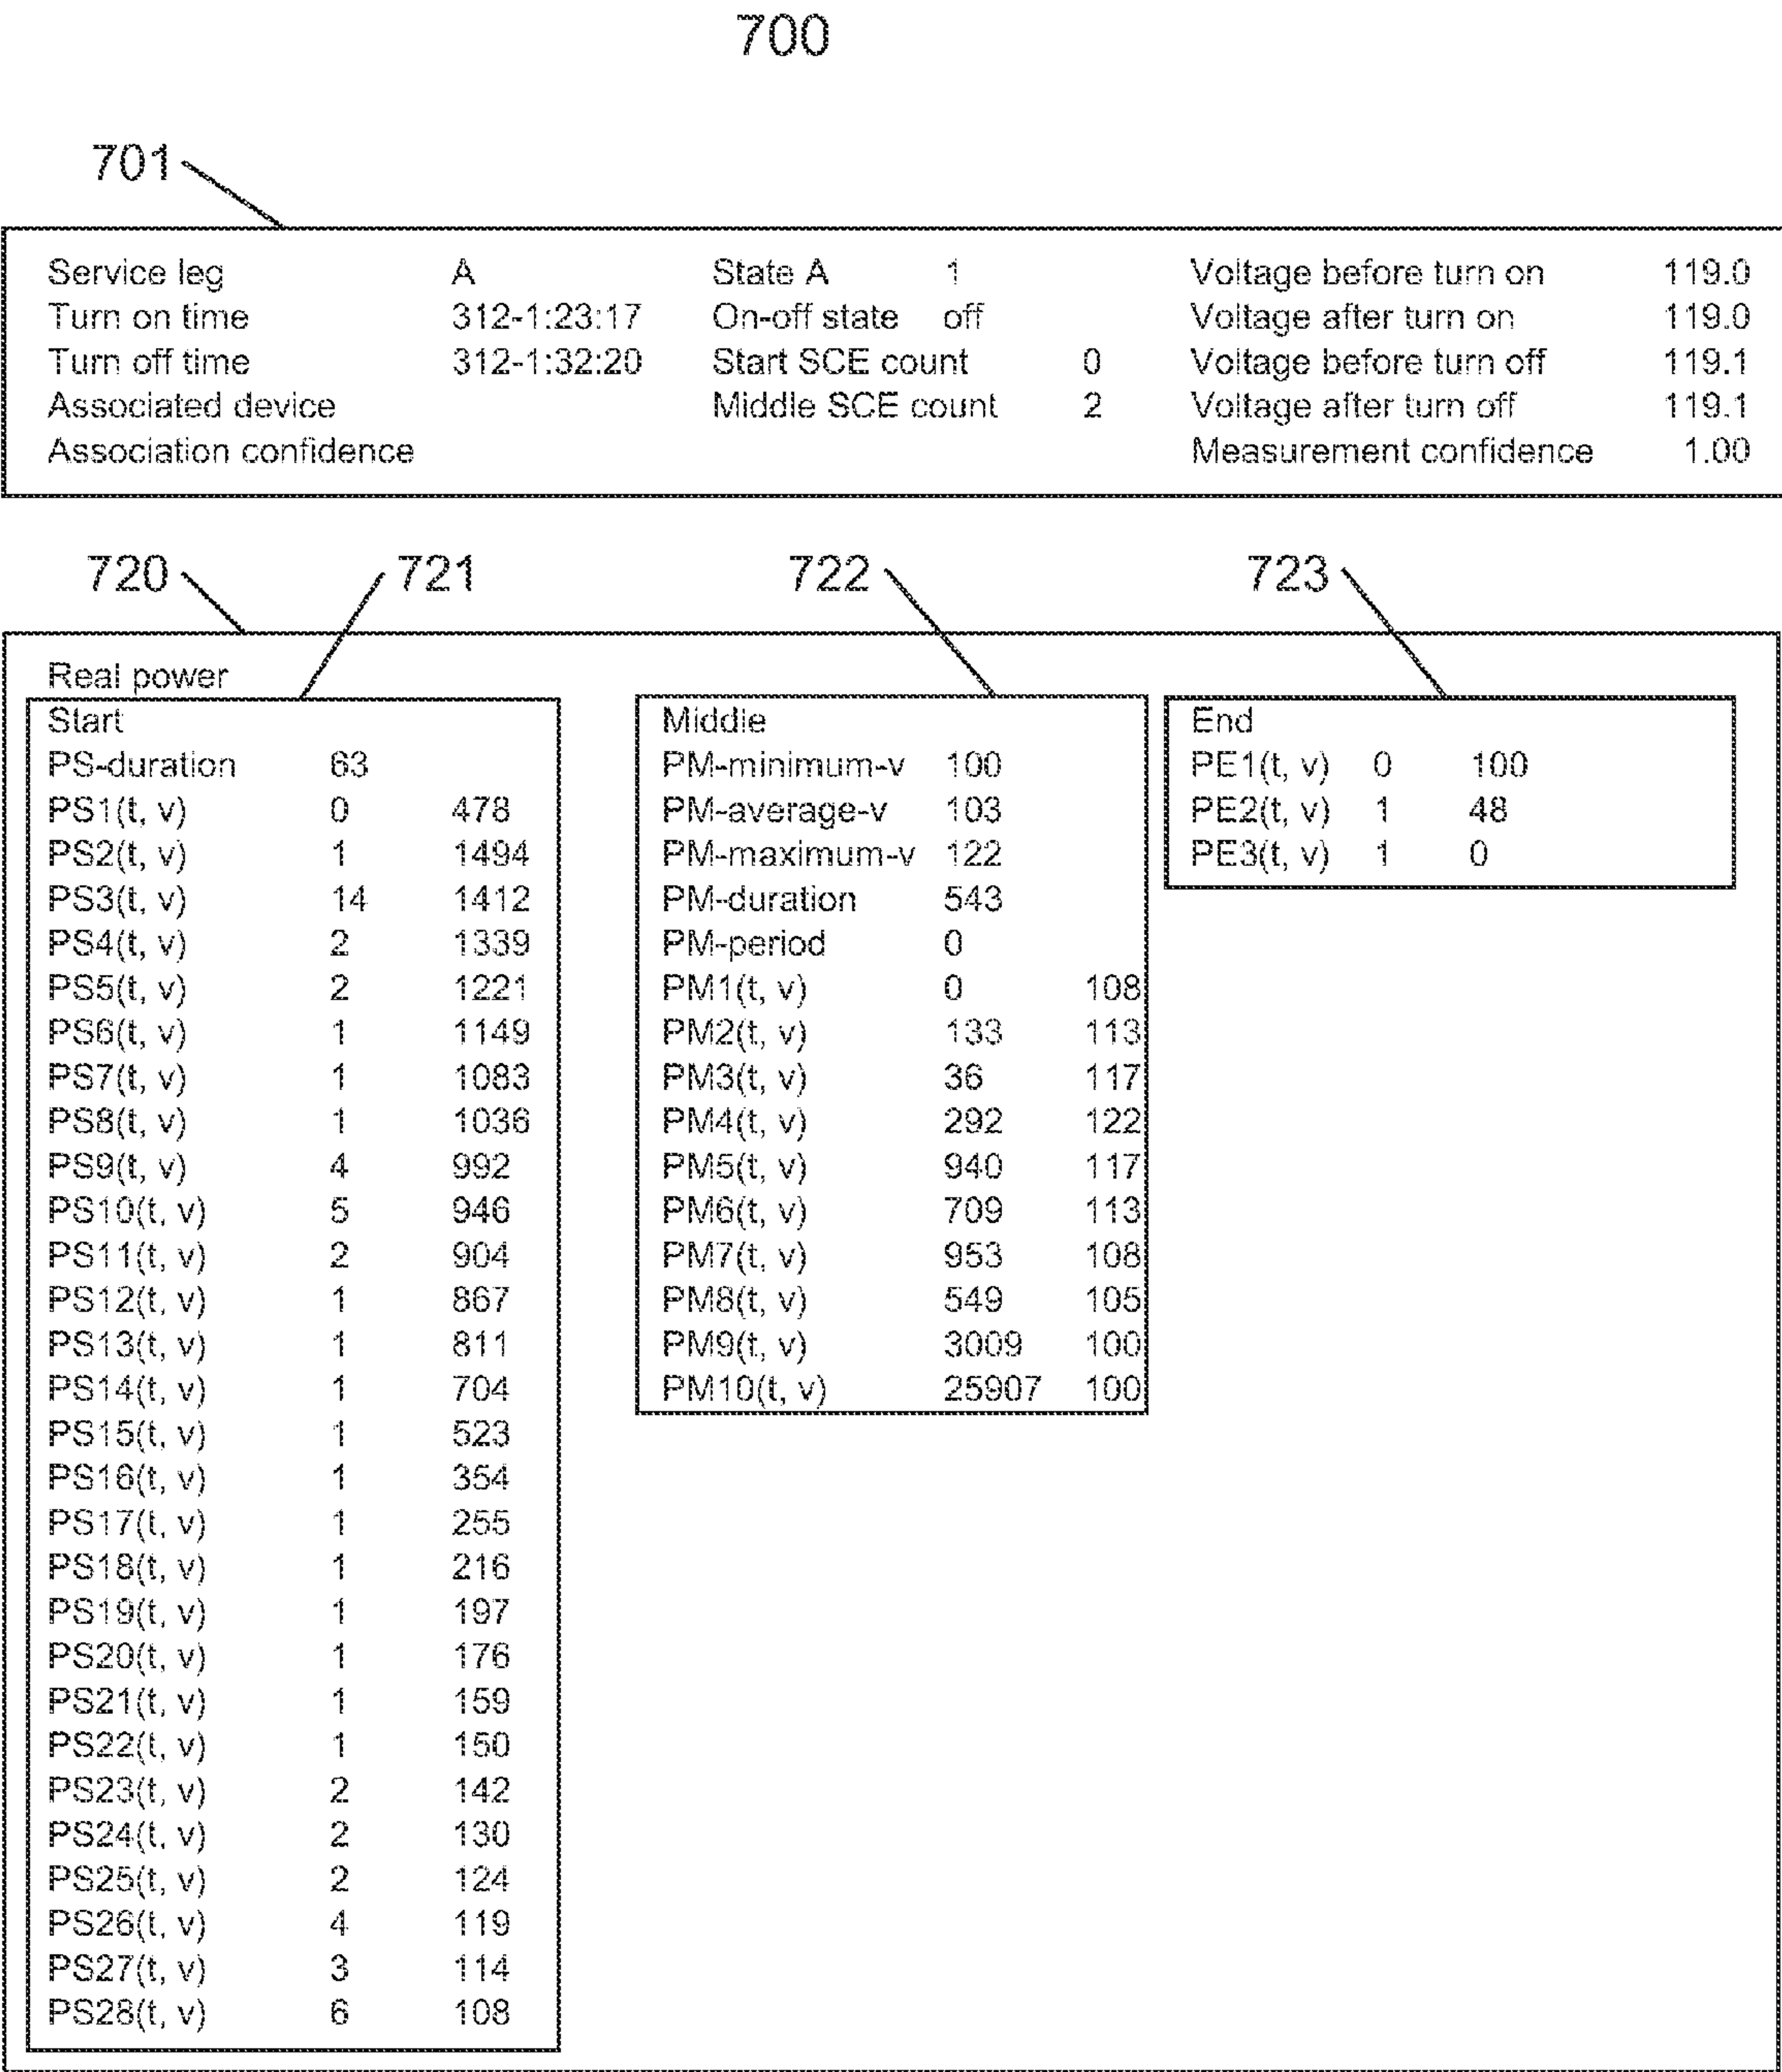 700
701
Service leg A State A 1 Voltage before turn on 119.0
Turn on time 312-1:23:17 On-off state off Voltage after turn on 119.0
Turn off time 312-1:32:20 Start SCE count 0 Voltage before turn off 119.1
Associated device Middle SCE count 2 Voltage after turn off 119.1
Association confidence Measurement confidence 1.00
720 721 722 723
Real power
Start
PS-duration 63
PS1(t, v) 0 478
PS2(t, v) 1 1494
PS3(t, v) 14 1412
PS4(t, v) 2 1339
PS5(t, v) 2 1221
PS6(t, v) 1 1149
PS7(t, v) 1 1083
PS8(t, v) 1 1036
PS9(t, v) 4 992
PS10(t, v) 5 946
PS11(t, v) 2 904
PS12(t, v) 1 867
PS13(t, v) 1 811
PS14(t, v) 1 704
PS15(t, v) 1 523
PS16(t, v) 1 354
PS17(t, v) 1 255
PS18(t, v) 1 216
PS19(t, v) 1 197
PS20(t, v) 1 176
PS21(t, v) 1 159
PS22(t, v) 1 150
PS23(t, v) 2 142
PS24(t, v) 2 130
PS25(t, v) 2 124
PS26(t, v) 4 119
PS27(t, v) 3 114
PS28(t, v) 6 108
Middle
PM-minimum-v 100
PM-average-v 103
PM-maximum-v 122
PM-duration 543
PM-period 0
PM1(t, v) 0 108
PM2(t, v) 133 113
PM3(t, v) 36 117
PM4(t, v) 292 122
PM5(t, v) 940 117
PM6(t, v) 709 113
PM7(t, v) 953 108
PM8(t, v) 549 105
PM9(t, v) 3009 100
PM10(t, v) 25907 100
End
PE1(t, v) 0 100
PE2(t, v) 1 48
PE3(t, v) 1 0